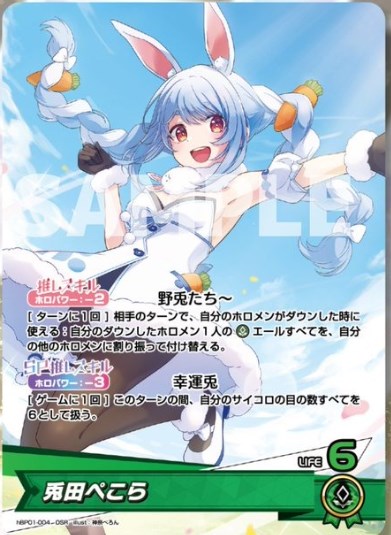 SAMPLE
推しスキル
ホロパワー：－2
野兎たち～
[ターンに1回] 相手のターンで、自分のホロメンがダウンした時に
使える：自分のダウンしたホロメン1人の エールすべてを、自分
の他のホロメンに割り振って付け替える。
SP推しスキル
ホロパワー：－3
幸運兎
[ゲームに1回] このターンの間、自分のサイコロの目の数すべてを
6として扱う。
LIFE 6
兎田ぺこら
illust